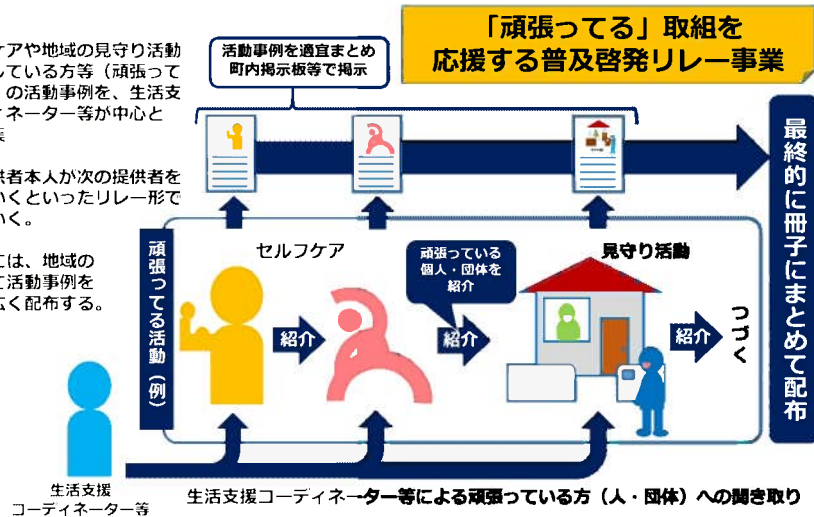 「頑張ってる」取組を
応援する普及啓発リレー事業
ケアや地域の見守り活動
している方等（頑張って
の活動事例を、生活支
ィネーター等が中心と
供者本人が次の提供者を
いくといったリレー形で
いく。
には、地域の
て活動事例を
広く配布する。
活動事例を適宜まとめ
町内掲示板等で掲示
最終的に冊子にまとめて配布
頑張ってる活動（例）
セルフケア
頑張っている
個人・団体を
紹介
見守り活動
紹介
紹介
紹介
つづく
生活支援
コーディネーター等
生活支援コーディネーター等による頑張っている方（人・団体）への聞き取り